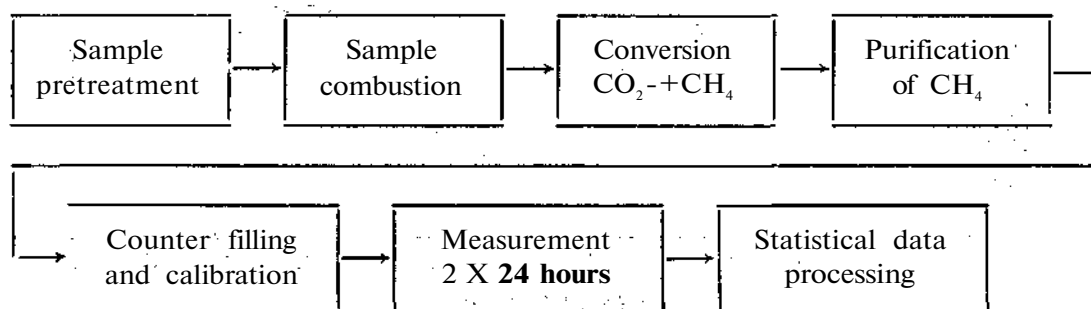 Sample
pretreatment
Sample
combustion
Conversion
CO₂-+CH₄
Purification
of CH₄
Counter filling
and calibration
Measurement
2 X 24 hours
Statistical data
processing